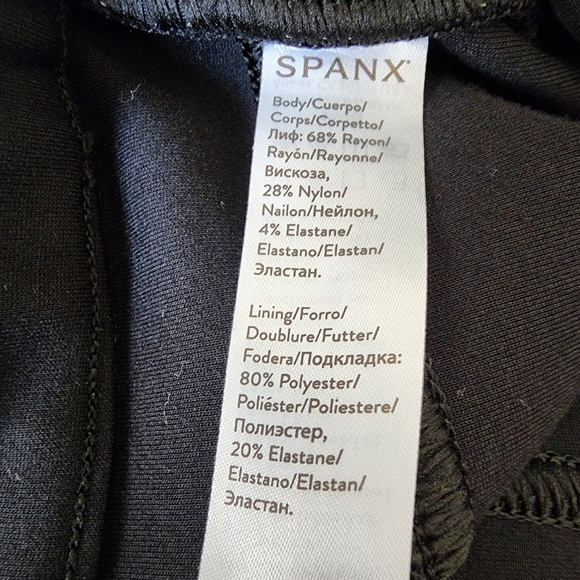 SPANX®
Body/Cuerpo/
Corps/Corpetto/
Лиф: 68% Rayon/
Rayón/Rayonne/
Вискоза,
28% Nylon/
Nailon/Нейлон,
4% Elastane/
Elastano/Elastan/
Эластан.
Lining/Forro/
Doublure/Futter/
Fodera/Подкладка:
80% Polyester/
Poliéster/Poliestere/
Полиэстер,
20% Elastane/
Elastano/Elastan/
Эластан.